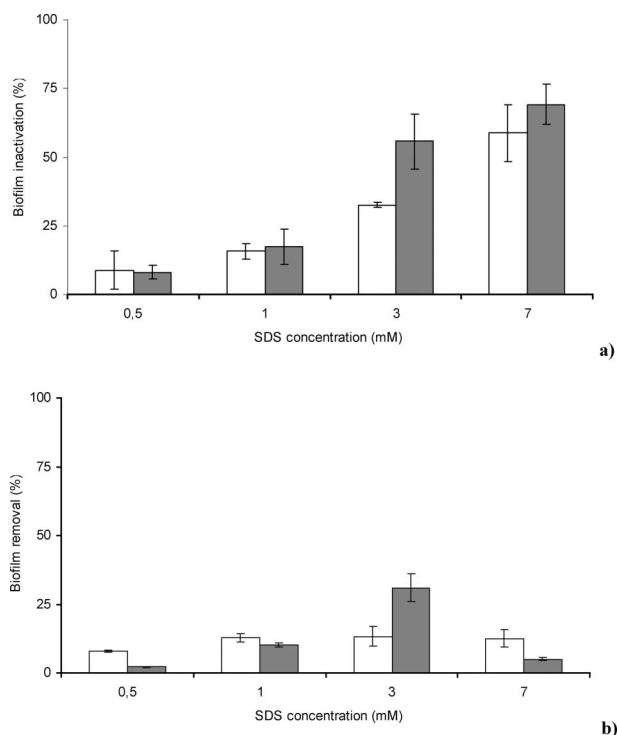 100
75
50
25
0
Biofilm inactivation (%)
0,5 1 3 7
SDS concentration (mM)
a)
100
75
50
25
0
Biofilm removal (%)
0,5 1 3 7
SDS concentration (mM)
b)